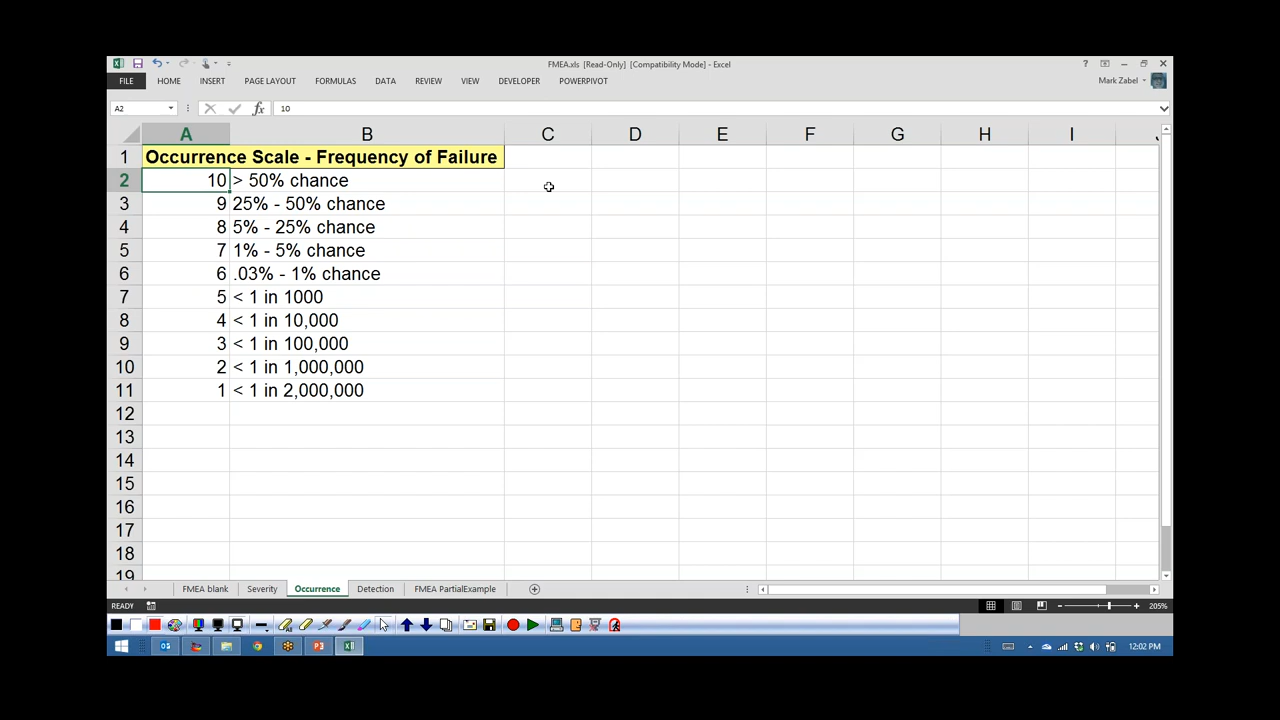 FMEA.xls [Read-Only] [Compatibility Mode] - Excel
?
FILE HOME INSERT PAGE LAYOUT FORMULAS DATA REVIEW VIEW DEVELOPER POWERPIVOT Mark Zabel
A2 fx 10
A B C D E F G H I
1 Occurrence Scale - Frequency of Failure
2 10 > 50% chance
3 9 25% - 50% chance
4 8 5% - 25% chance
5 7 1% - 5% chance
6 6 .03% - 1% chance
7 5 < 1 in 1000
8 4 < 1 in 10,000
9 3 < 1 in 100,000
10 2 < 1 in 1,000,000
11 1 < 1 in 2,000,000
12
13
14
15
16
17
18
19
FMEA blank Severity Occurrence Detection FMEA PartialExample
READY 205%
12:02 PM